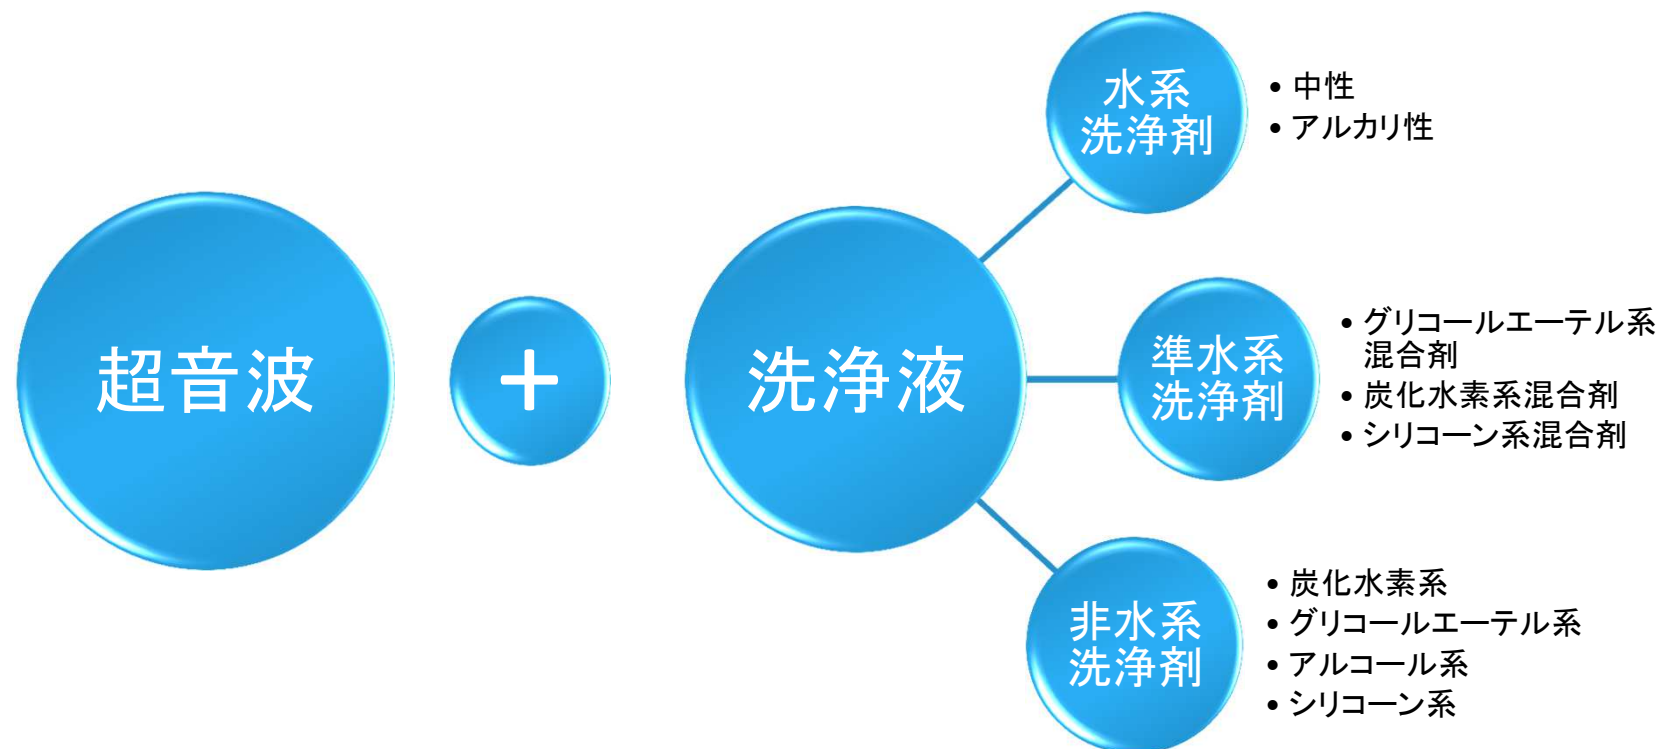 超音波
+
洗浄液
水系
洗浄剤
• 中性
• アルカリ性
準水系
洗浄剤
• グリコールエーテル系
混合剤
• 炭化水素系混合剤
• シリコーン系混合剤
非水系
洗浄剤
• 炭化水素系
• グリコールエーテル系
• アルコール系
• シリコーン系